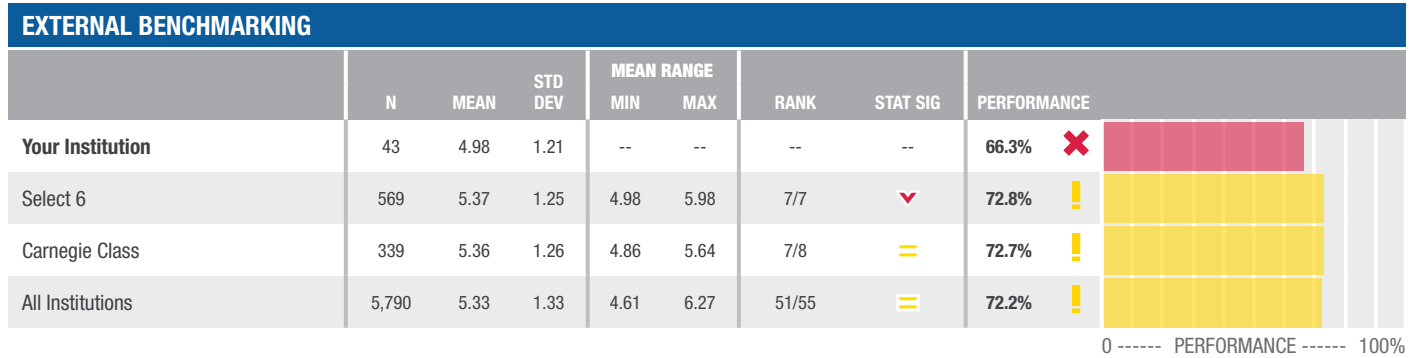 EXTERNAL BENCHMARKING
N MEAN STD DEV MEAN RANGE MIN MAX RANK STAT SIG PERFORMANCE
Your Institution 43 4.98 1.21 -- -- -- -- 66.3%
Select 6 569 5.37 1.25 4.98 5.98 7/7 72.8%
Carnegie Class 339 5.36 1.26 4.86 5.64 7/8 = 72.7%
All Institutions 5,790 5.33 1.33 4.61 6.27 51/55 = 72.2%
0 ------ PERFORMANCE ------ 100%